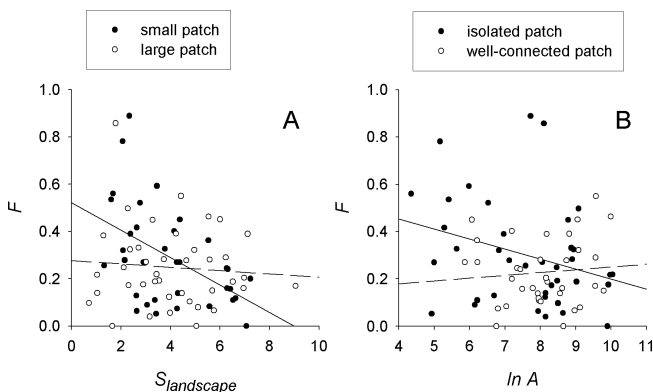 small patch
large patch
isolated patch
well-connected patch
A
B
F
1.0
0.8
0.6
0.4
0.2
0.0
0 2 4 6 8 10
S landscape
F
1.0
0.8
0.6
0.4
0.2
0.0
4 5 6 7 8 9 10 11
ln A